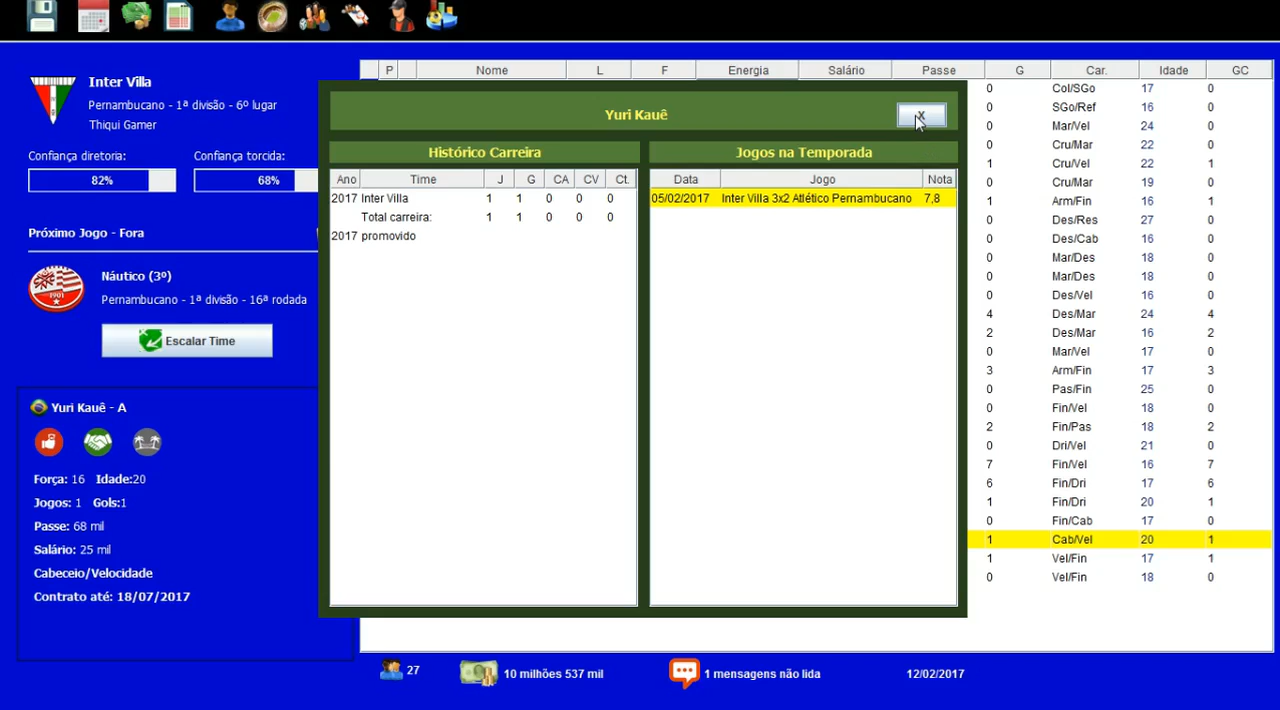 Inter Villa
Pernambucano - 1ª divisão - 6º lugar
Thiqui Gamer
Confiança diretoria: Confiança torcida:
82% 68%
Próximo Jogo - Fora
1901
Náutico (3º)
Pernambucano - 1ª divisão - 16ª rodada
Escalar Time
Yuri Kauê - A
Força: 16 Idade:20
Jogos: 1 Gols:1
Passe: 68 mil
Salário: 25 mil
Cabeceio/Velocidade
Contrato até: 18/07/2017
P Nome L F Energia Salário Passe G Car. Idade GC
Yuri Kauê
x
Histórico Carreira
Ano Time J G CA CV Ct.
2017 Inter Villa 1 1 0 0 0
Total carreira: 1 1 0 0 0
2017 promovido
Jogos na Temporada
Data Jogo Nota
05/02/2017 Inter Villa 3x2 Atlético Pernambucano 7,8
0 Col/SGo 17 0
0 SGo/Ref 16 0
0 Mar/Vel 24 0
0 Cru/Mar 22 0
1 Cru/Vel 22 1
0 Cru/Mar 19 0
1 Arm/Fin 16 1
0 Des/Res 27 0
0 Des/Cab 16 0
0 Mar/Des 18 0
0 Mar/Des 18 0
0 Des/Vel 16 0
4 Des/Mar 24 4
2 Des/Mar 16 2
0 Mar/Vel 17 0
3 Arm/Fin 17 3
0 Pas/Fin 25 0
0 Fin/Vel 18 0
2 Fin/Pas 18 2
0 Dri/Vel 21 0
7 Fin/Vel 16 7
6 Fin/Dri 17 6
1 Fin/Dri 20 1
0 Fin/Cab 17 0
1 Cab/Vel 20 1
1 Vel/Fin 17 1
0 Vel/Fin 18 0
27 10 milhões 537 mil 1 mensagens não lida 12/02/2017